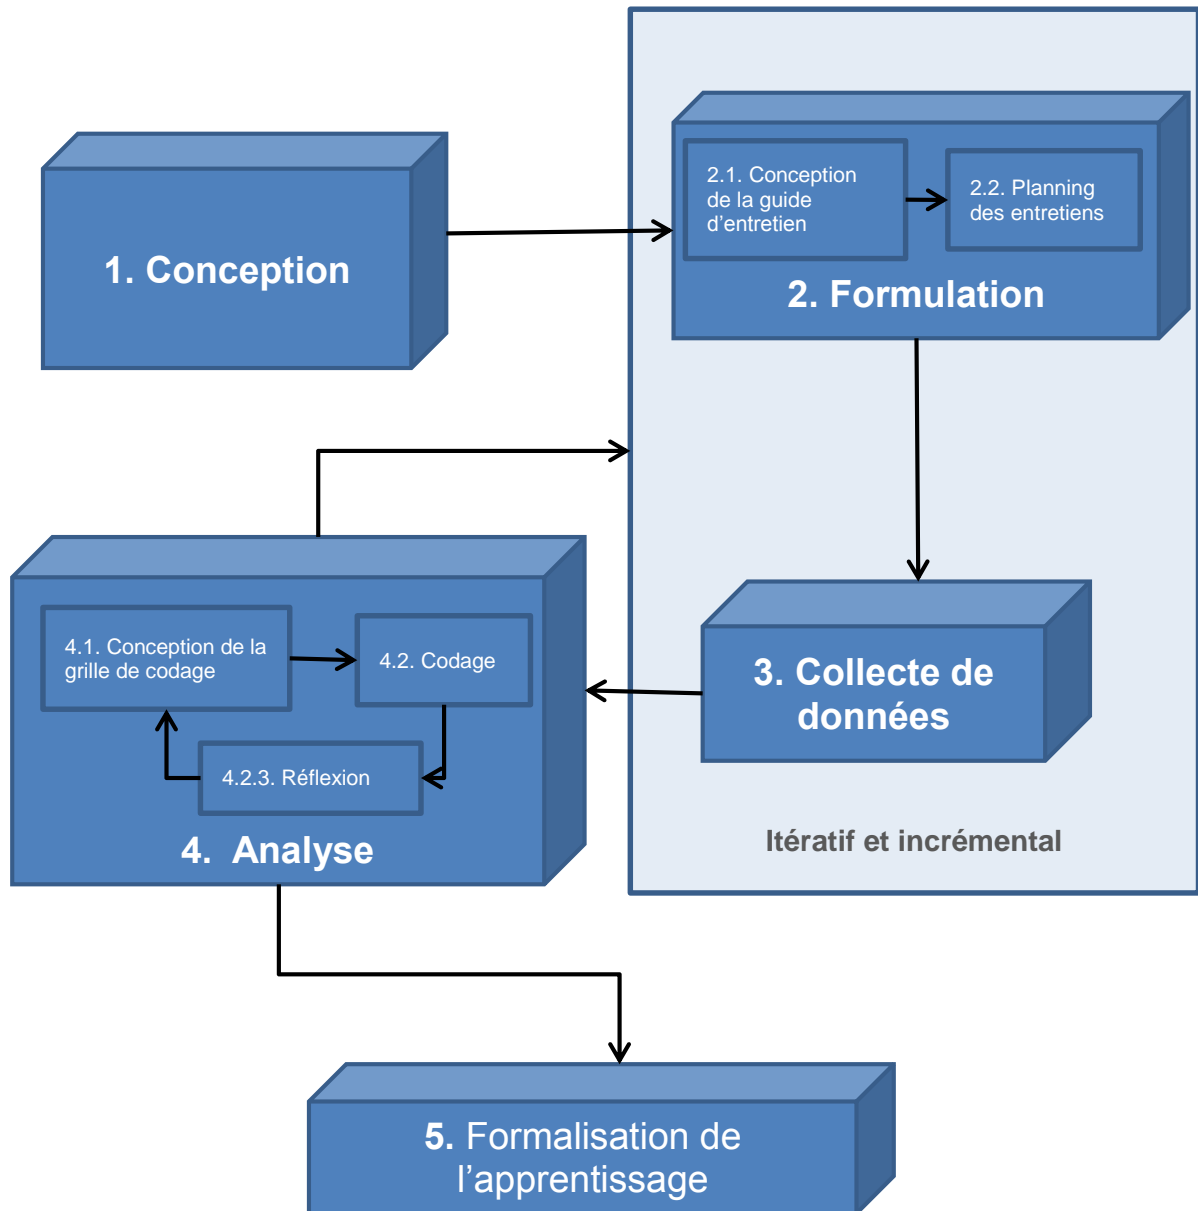 1. Conception
2.1. Conception
de la guide
d’entretien
2.2. Planning
des entretiens
2. Formulation
3. Collecte de
données
Itératif et incrémental
4.1. Conception de la
grille de codage
4.2. Codage
4.2.3. Réflexion
4. Analyse
5. Formalisation de
l’apprentissage